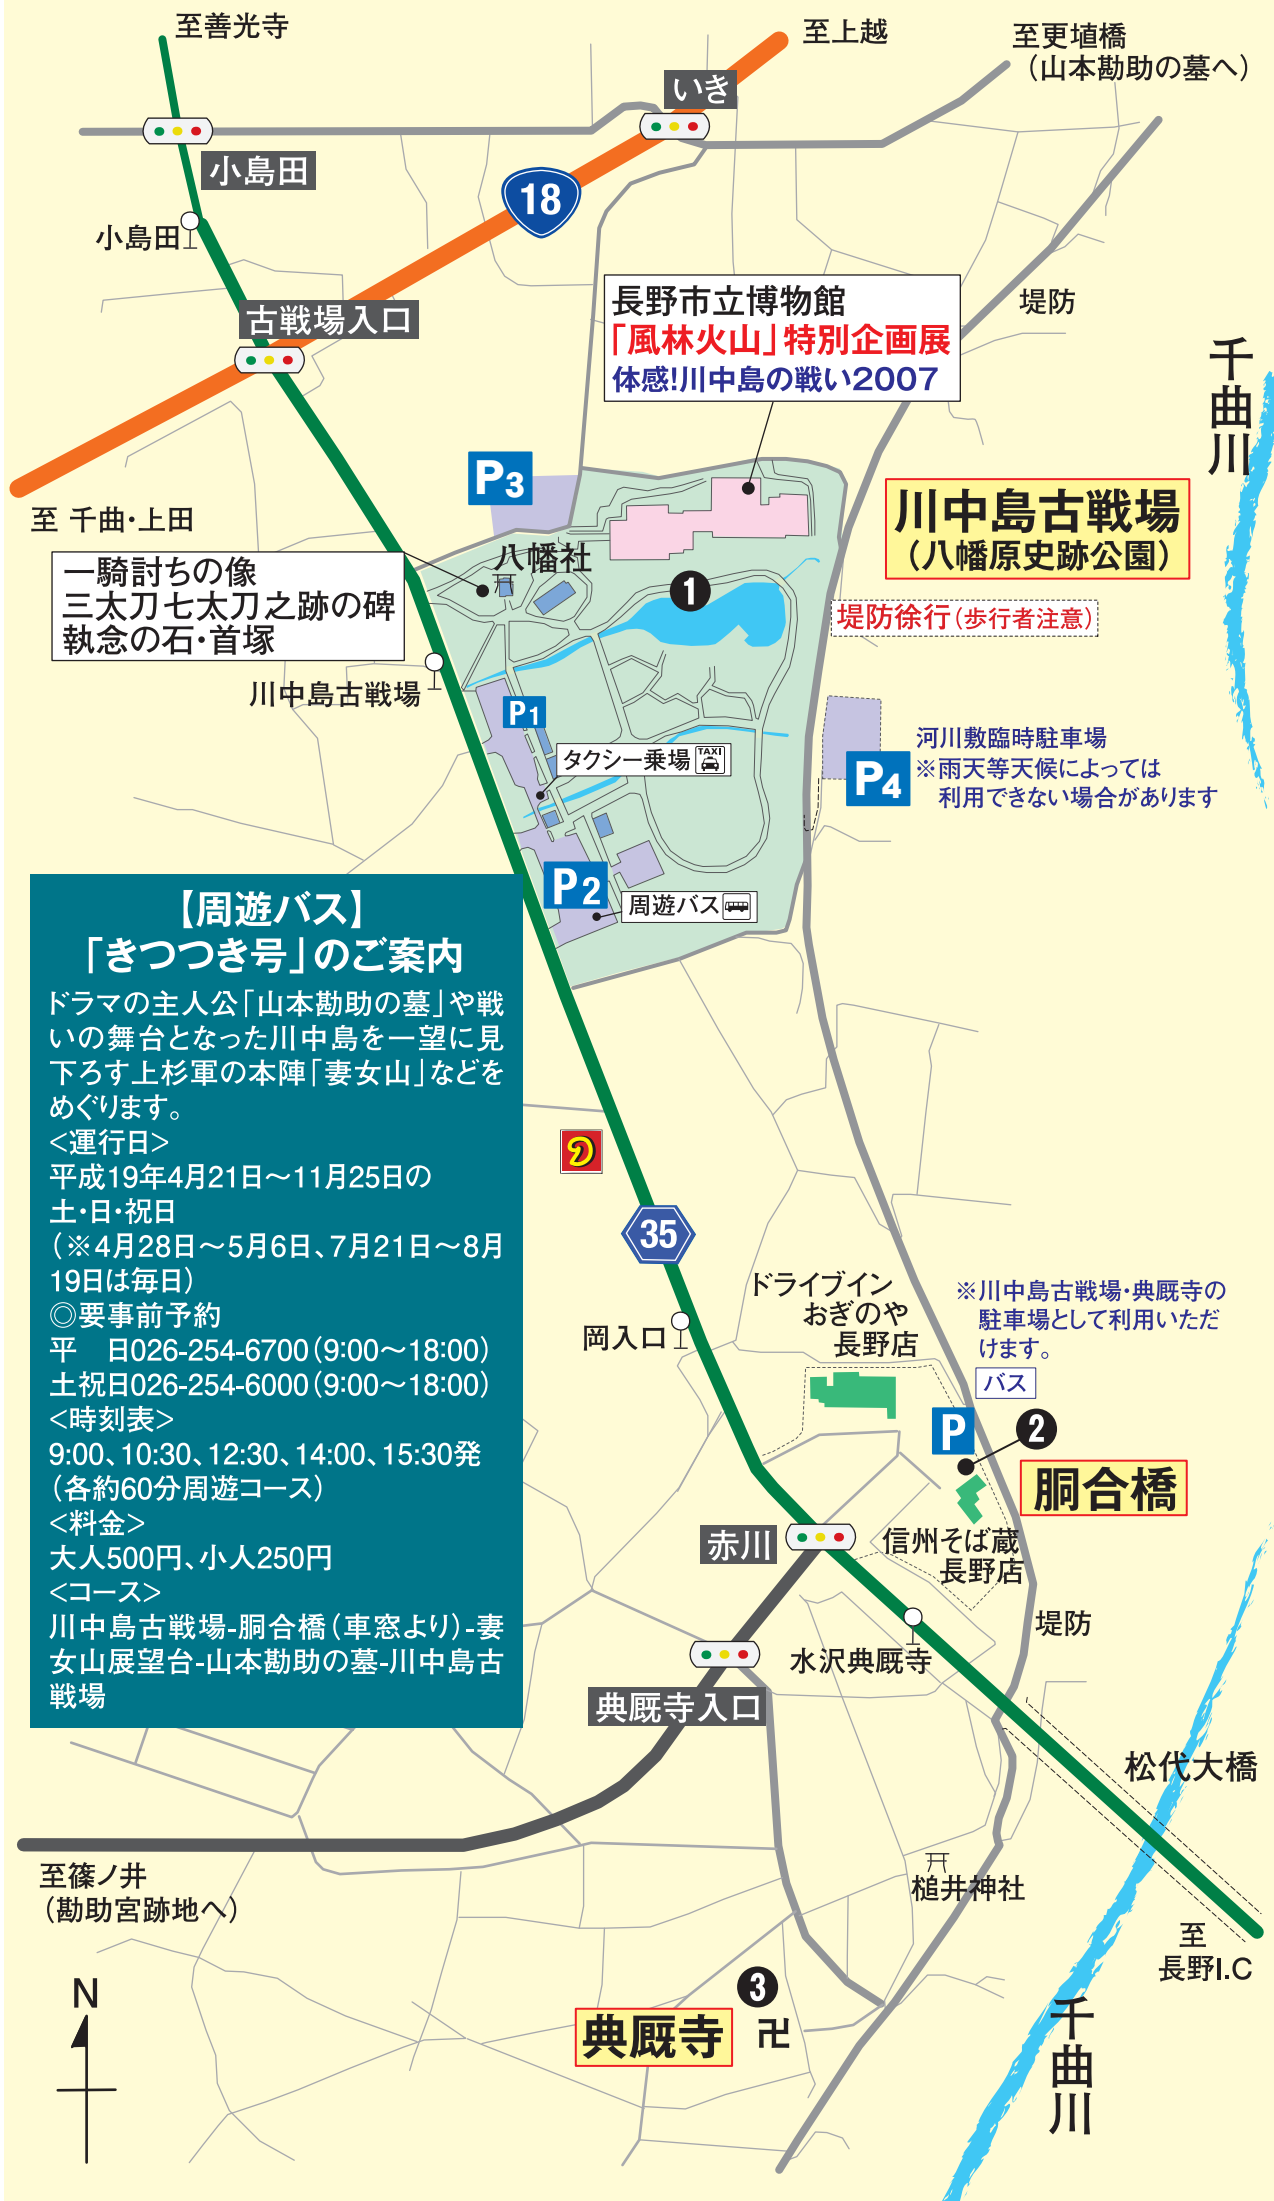 至善光寺
至上越
至更埴橋
（山本勘助の墓へ）
いき
小島田
18
小島田
古戦場入口
長野市立博物館
「風林火山」特別企画展
体感!川中島の戦い2007
堤防
千曲川
P3
至 千曲・上田
川中島古戦場
（八幡原史跡公園）
一騎討ちの像
三太刀七太刀之跡の碑
執念の石・首塚
八幡社
1
堤防徐行（歩行者注意）
川中島古戦場
P1
タクシー乗場 TAXI
P4
河川敷臨時駐車場
※雨天等天候によっては
利用できない場合があります
P2
周遊バス
【周遊バス】
「きつつき号」のご案内
ドラマの主人公「山本勘助の墓」や戦
いの舞台となった川中島を一望に見
下ろす上杉軍の本陣「妻女山」などを
めぐります。
<運行日>
平成19年4月21日～11月25日の
土・日・祝日
（※4月28日～5月6日、7月21日～8月
19日は毎日）
◎要事前予約
平　日026-254-6700（9:00～18:00）
土祝日026-254-6000（9:00～18:00）
<時刻表>
9:00、10:30、12:30、14:00、15:30発
（各約60分周遊コース）
<料金>
大人500円、小人250円
<コース>
川中島古戦場-胴合橋（車窓より）-妻
女山展望台-山本勘助の墓-川中島古
戦場
35
岡入口
ドライブイン
おぎのや
長野店
※川中島古戦場・典厩寺の
駐車場として利用いただ
けます。
バス
P
2
胴合橋
赤川
信州そば蔵
長野店
水沢典厩寺
堤防
典厩寺入口
松代大橋
至篠ノ井
（勘助宮跡地へ）
槌井神社
至
長野I.C
N
3
典厩寺
卍
千曲川